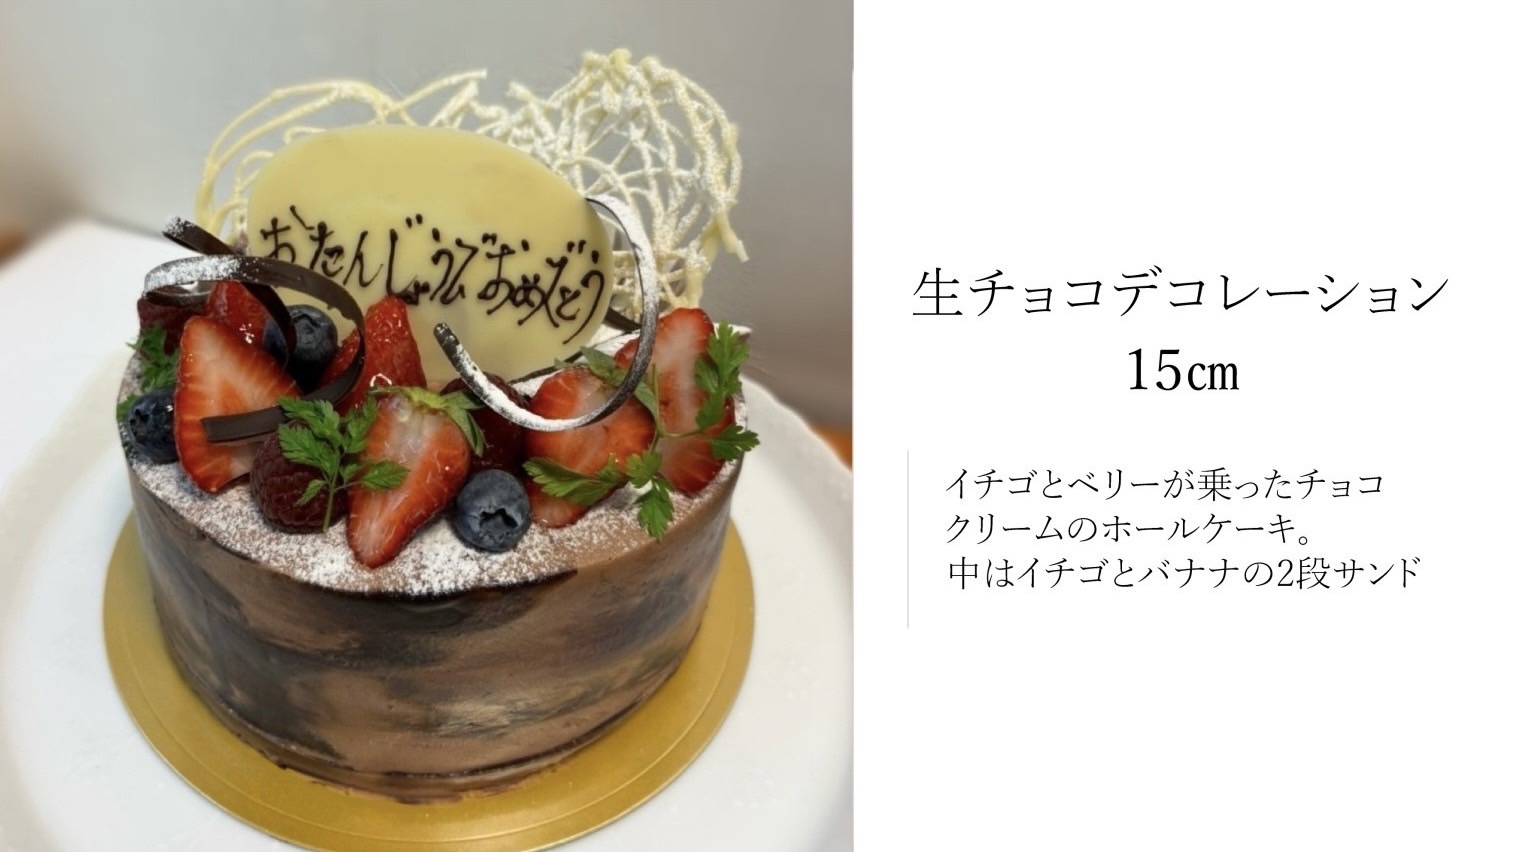 おたんじょうびおめでとう
生チョコデコレーション
15㎝
イチゴとベリーが乗ったチョコ
クリームのホールケーキ。
中はイチゴとバナナの2段サンド